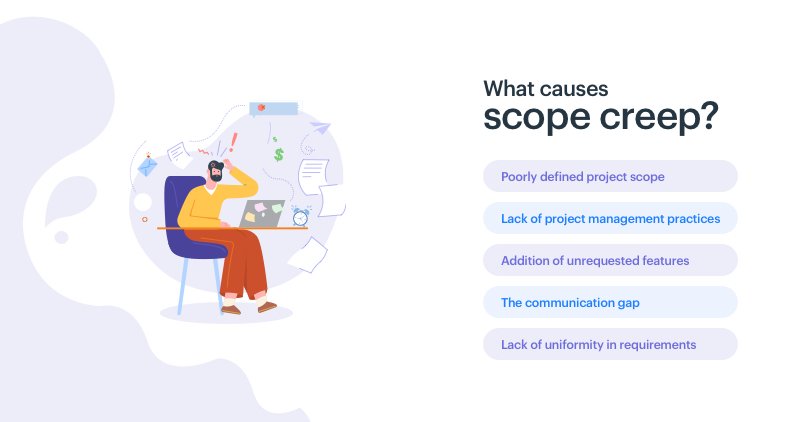 What causes
scope creep?
Poorly defined project scope
Lack of project management practices
Addition of unrequested features
The communication gap
Lack of uniformity in requirements